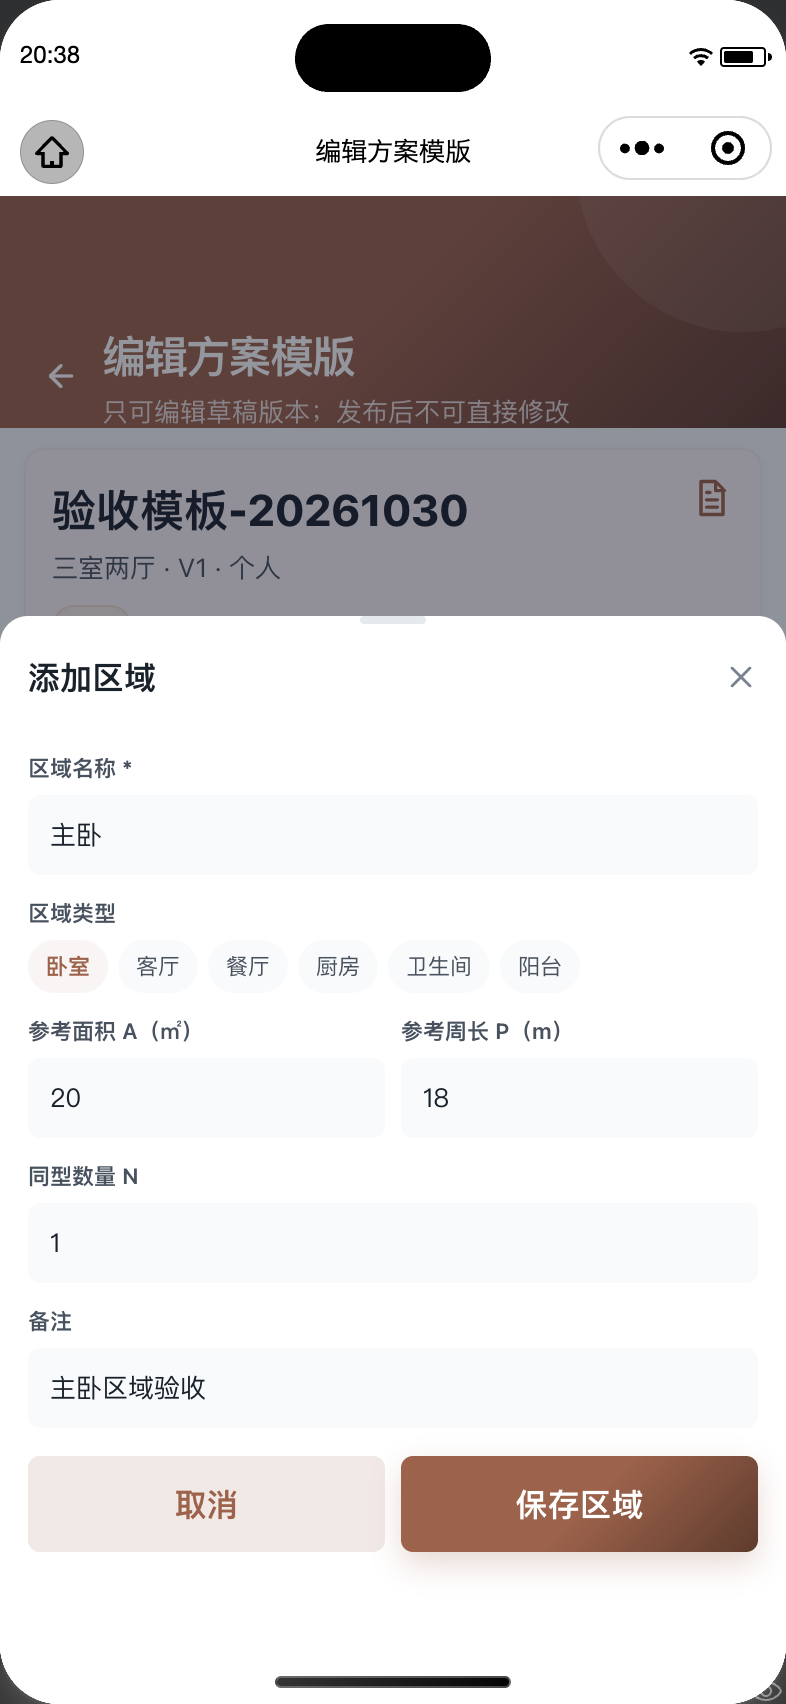 20:38
编辑方案模版
编辑方案模版
只可编辑草稿版本；发布后不可直接修改
验收模板-20261030
三室两厅 · V1 · 个人
添加区域
区域名称 *
主卧
区域类型
卧室 客厅 餐厅 厨房 卫生间 阳台
参考面积 A（㎡） 参考周长 P（m）
20 18
同型数量 N
1
备注
主卧区域验收
取消 保存区域